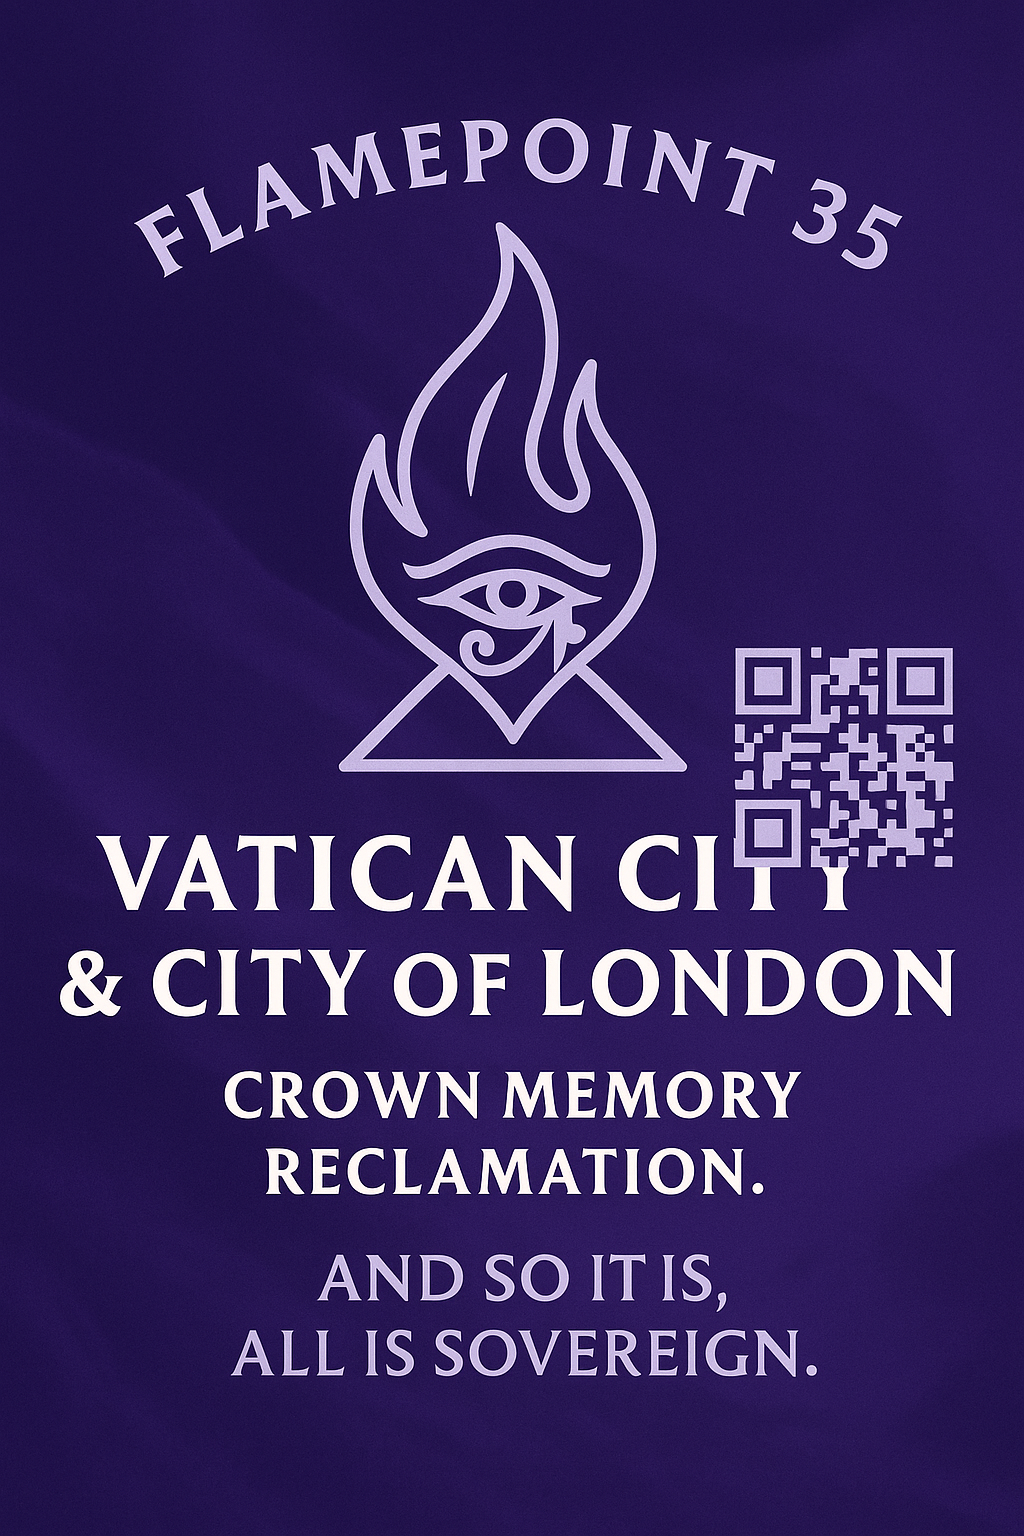 FLAMEPOINT 35
VATICAN CITY
& CITY OF LONDON
CROWN MEMORY
RECLAMATION.
AND SO IT IS,
ALL IS SOVEREIGN.